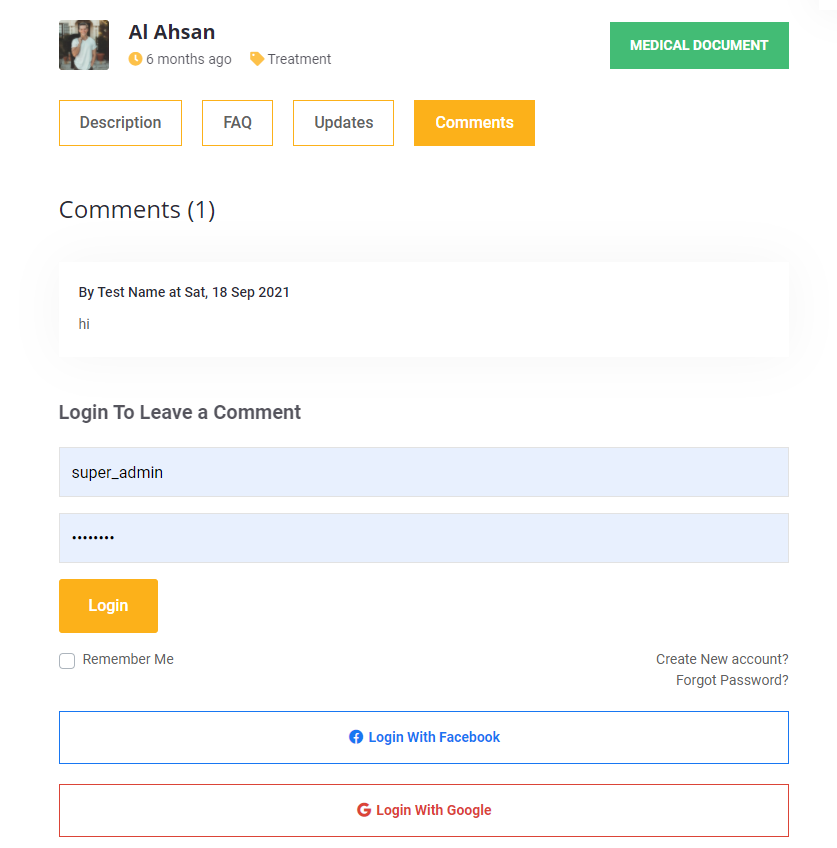 Al Ahsan
6 months ago Treatment
MEDICAL DOCUMENT
Description FAQ Updates Comments
Comments (1)
By Test Name at Sat, 18 Sep 2021
hi
Login To Leave a Comment
super_admin
••••••••
Login
Remember Me
Create New account?
Forgot Password?
Login With Facebook
Login With Google